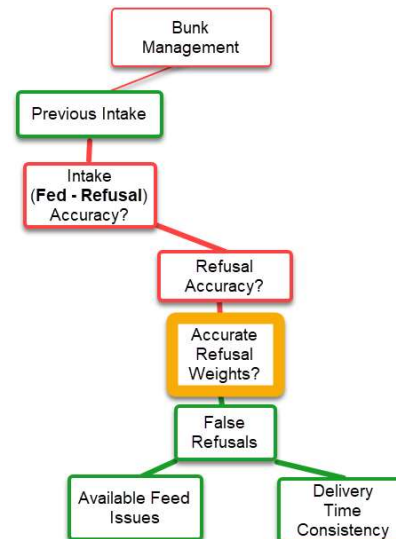 Bunk
Management
Previous Intake
Intake
(Fed - Refusal)
Accuracy?
Refusal
Accuracy?
Accurate
Refusal
Weights?
False
Refusals
Available Feed
Issues
Delivery
Time
Consistency